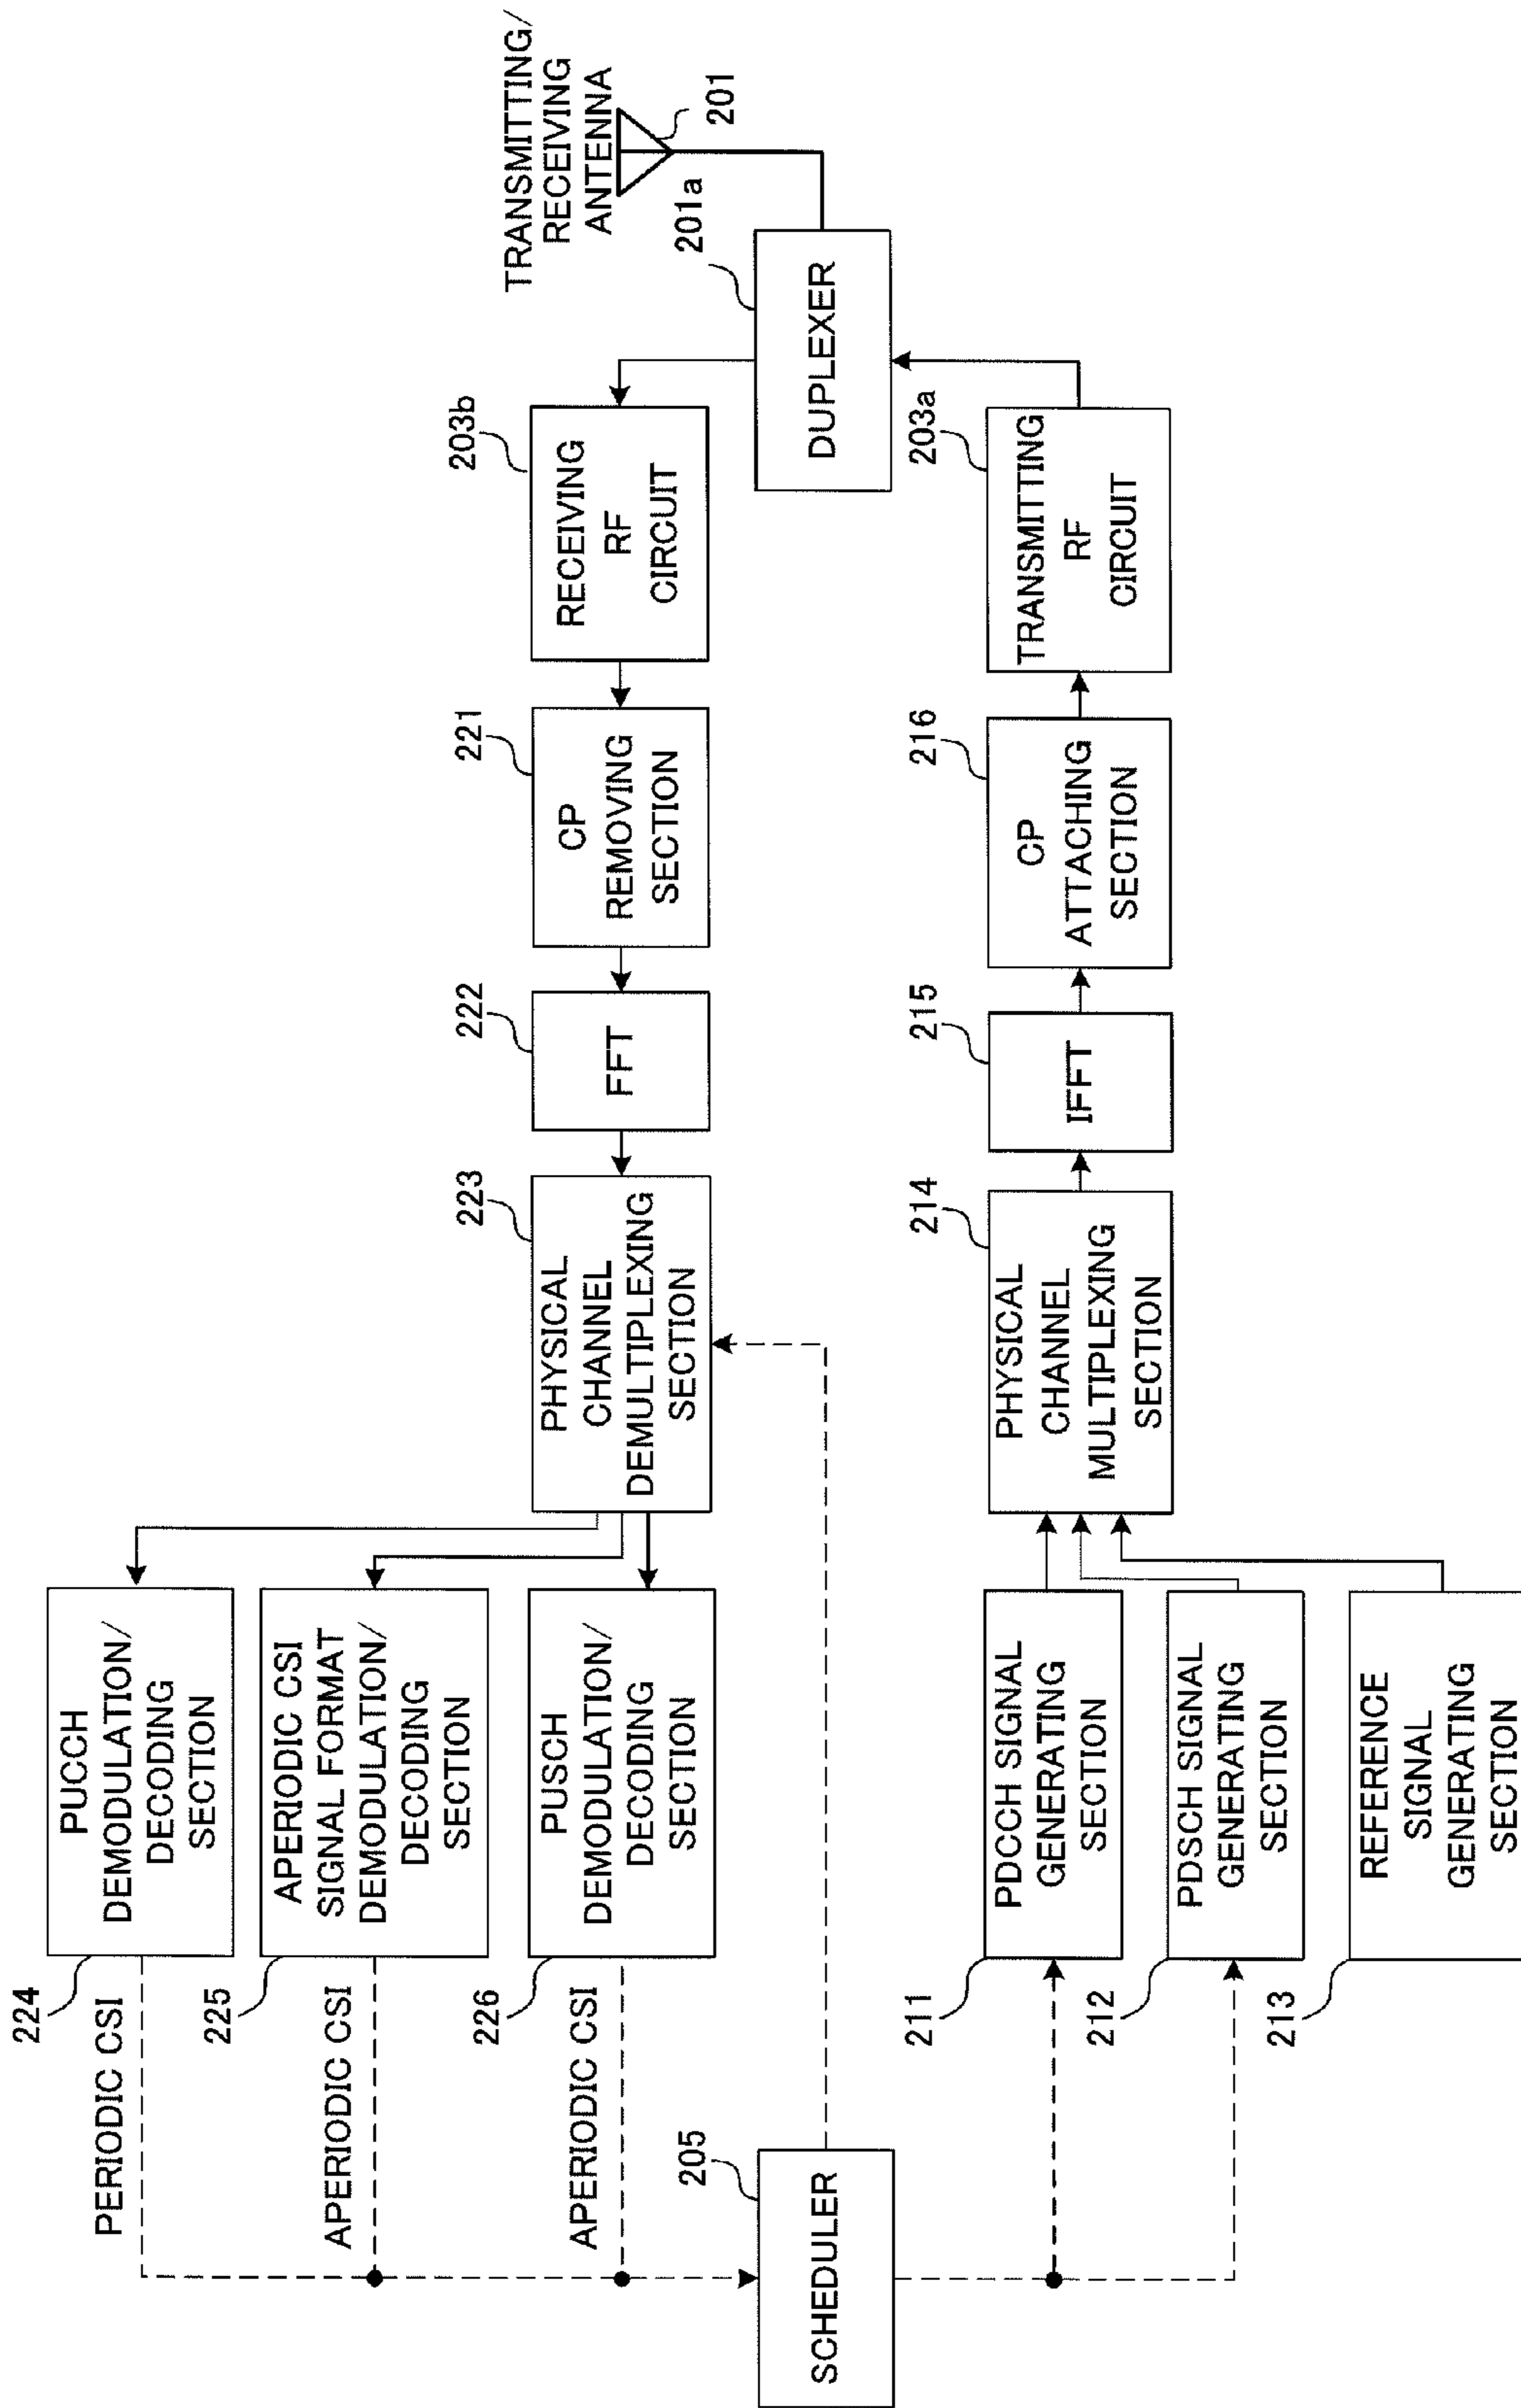 TRANSMITTING/
RECEIVING
ANTENNA
201
201a
DUPLEXER
203b
RECEIVING
RF
CIRCUIT
221
CP
REMOVING
SECTION
222
FFT
223
PHYSICAL
CHANNEL
DEMULTIPLEXING
SECTION
PUCCH
DEMODULATION/
DECODING
SECTION
224
PERIODIC CSI
APERIODIC CSI
SIGNAL FORMAT
DEMODULATION/
DECODING
SECTION
225
APERIODIC CSI
PUSCH
DEMODULATION/
DECODING
SECTION
226
APERIODIC CSI
205
SCHEDULER
211
PDCCH SIGNAL
GENERATING
SECTION
212
PDSCH SIGNAL
GENERATING
SECTION
213
REFERENCE
SIGNAL
GENERATING
SECTION
214
PHYSICAL
CHANNEL
MULTIPLEXING
SECTION
215
IFFT
216
CP
ATTACHING
SECTION
203a
TRANSMITTING
RF
CIRCUIT